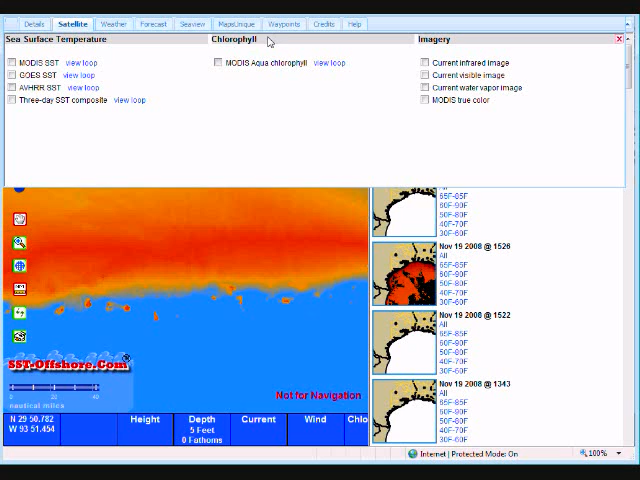 Details Satellite Weather Forecast Seaview MapsUnique Waypoints Credits Help
Sea Surface Temperature Chlorophyll Imagery
MODIS SST view loop MODIS Aqua chlorophyll view loop Current infrared image
GOES SST view loop Current visible image
AVHRR SST view loop Current water vapor image
Three-day SST composite view loop MODIS true color
All
65F-85F
60F-90F
50F-80F
40F-70F
30F-60F
Nov 19 2008 @ 1526
All
65F-85F
60F-90F
50F-80F
40F-70F
30F-60F
Nov 19 2008 @ 1522
All
65F-85F
60F-90F
50F-80F
40F-70F
30F-60F
Nov 19 2008 @ 1343
All
65F-85F
60F-90F
50F-80F
40F-70F
30F-60F
SST-Offshore.Com
0 20 40
nautical miles
Not for Navigation
N 29 50.782
W 93 51.454
Height Depth Current Wind Chlo
5 Feet
0 Fathoms
Internet | Protected Mode: On 100%